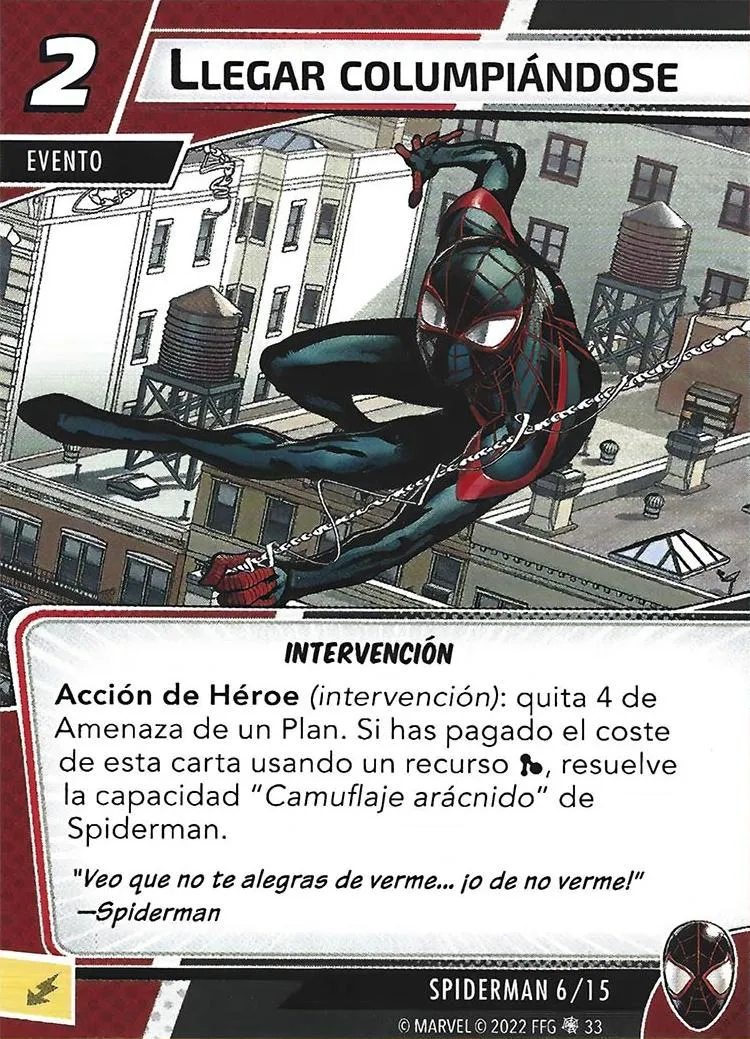 2
LLEGAR COLUMPIÁNDOSE
EVENTO
INTERVENCIÓN
Acción de Héroe (intervención): quita 4 de
Amenaza de un Plan. Si has pagado el coste
de esta carta usando un recurso , resuelve
la capacidad "Camuflaje arácnido" de
Spiderman.
"Veo que no te alegras de verme... ¡o de no verme!"
—Spiderman
SPIDERMAN 6/15
© MARVEL © 2022 FFG 33